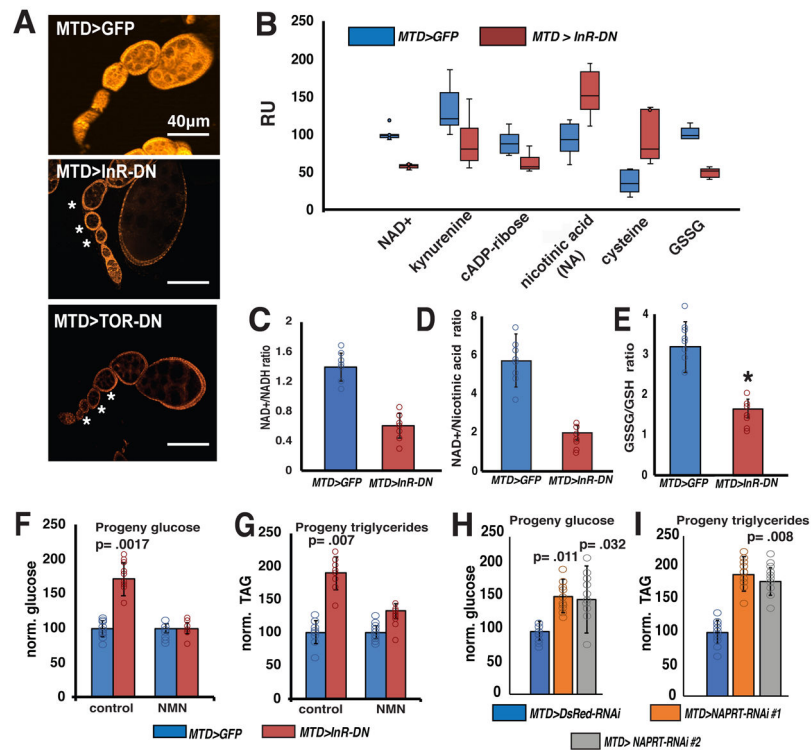 A
MTD>GFP
40μm
MTD>InR-DN
*
*
*
MTD>TOR-DN
*
*
*
B
MTD>GFP
MTD > InR-DN
RU
250
200
150
100
50
0
NAD+
kynurenine
cADP-ribose
nicotinic acid
(NA)
cysteine
GSSG
C
NAD+/NADH ratio
2
1.6
1.2
0.8
0.4
0
MTD>GFP
MTD>InR-DN
D
NAD+/Nicotinic acid ratio
8
6
4
2
0
MTD>GFP
MTD>InR-DN
E
GSSG/GSH ratio
4
3
2
1
0
*
MTD>GFP
MTD>InR-DN
F
Progeny glucose
p= .0017
norm. glucose
250
200
150
100
50
0
control
NMN
G
Progeny triglycerides
p= .007
norm. TAG
250
200
150
100
50
0
control
NMN
MTD>GFP
MTD>InR-DN
H
Progeny glucose
p= .011
p= .032
norm. glucose
250
200
150
100
50
0
I
Progeny triglycerides
p= .008
norm. TAG
250
200
150
100
50
0
MTD>DsRed-RNAi
MTD>NAPRT-RNAi #1
MTD> NAPRT-RNAi #2